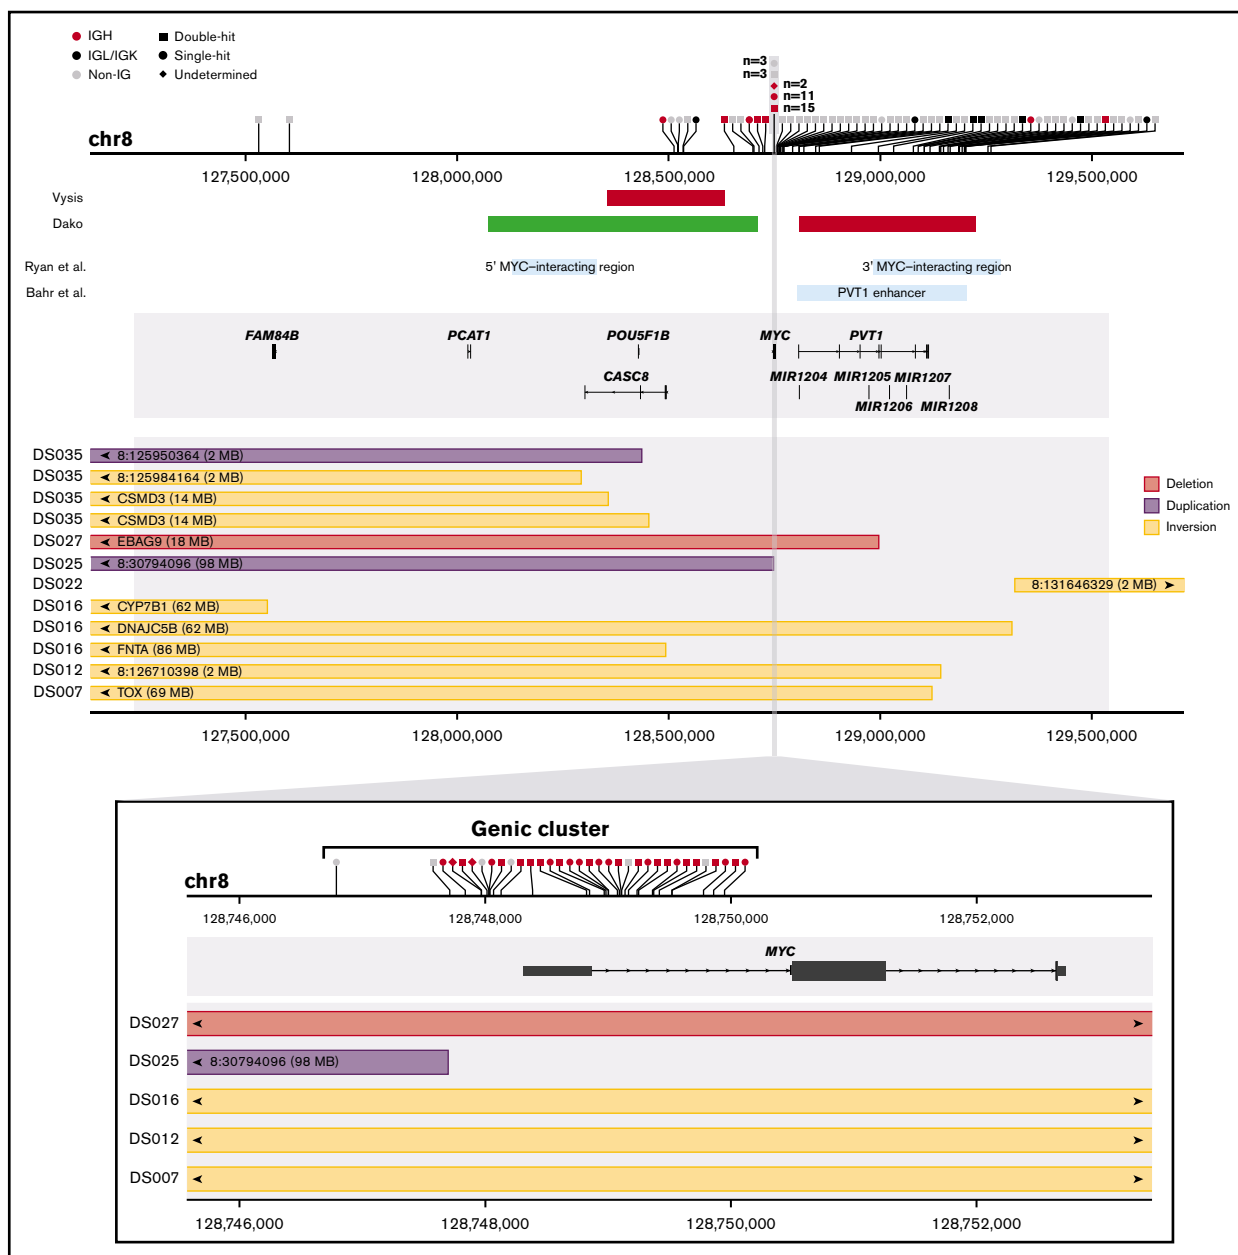 IGH
Double-hit
IGL/IGK
Single-hit
Non-IG
Undetermined
n=3
n=3
n=2
n=11
n=15
chr8
127,500,000 128,000,000 128,500,000 129,000,000 129,500,000
Vysis
Dako
Ryan et al. 5' MYC–interacting region 3' MYC–interacting region
Bahr et al. PVT1 enhancer
FAM84B PCAT1 POU5F1B MYC PVT1
CASC8 MIR1204 MIR1205 MIR1207
MIR1206 MIR1208
DS035 8:125950364 (2 MB)
DS035 8:125984164 (2 MB)
DS035 CSMD3 (14 MB)
DS035 CSMD3 (14 MB)
DS027 EBAG9 (18 MB)
DS025 8:30794096 (98 MB)
DS022 8:131646329 (2 MB)
DS016 CYP7B1 (62 MB)
DS016 DNAJC5B (62 MB)
DS016 FNTA (86 MB)
DS012 8:126710398 (2 MB)
DS007 TOX (69 MB)
Deletion
Duplication
Inversion
127,500,000 128,000,000 128,500,000 129,000,000 129,500,000
Genic cluster
chr8
128,746,000 128,748,000 128,750,000 128,752,000
MYC
DS027
DS025 8:30794096 (98 MB)
DS016
DS012
DS007
128,746,000 128,748,000 128,750,000 128,752,000